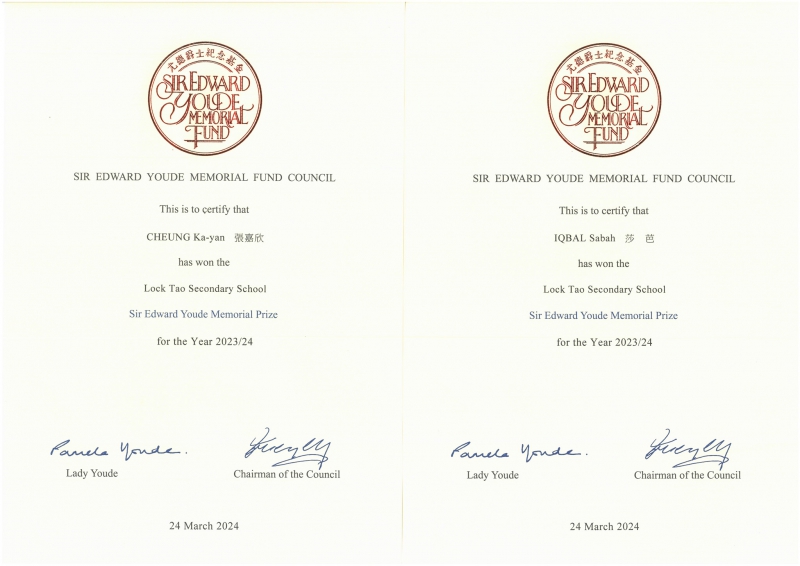 尤德爵士紀念基金
SIR EDWARD
YOUDE
MEMORIAL
FUND
SIR EDWARD YOUDE MEMORIAL FUND COUNCIL
This is to certify that
CHEUNG Ka-yan 張嘉欣
has won the
Lock Tao Secondary School
Sir Edward Youde Memorial Prize
for the Year 2023/24
Pamela Youde.
Lady Youde
Chairman of the Council
24 March 2024
尤德爵士紀念基金
SIR EDWARD
YOUDE
MEMORIAL
FUND
SIR EDWARD YOUDE MEMORIAL FUND COUNCIL
This is to certify that
IQBAL Sabah 莎 芭
has won the
Lock Tao Secondary School
Sir Edward Youde Memorial Prize
for the Year 2023/24
Pamela Youde.
Lady Youde
Chairman of the Council
24 March 2024